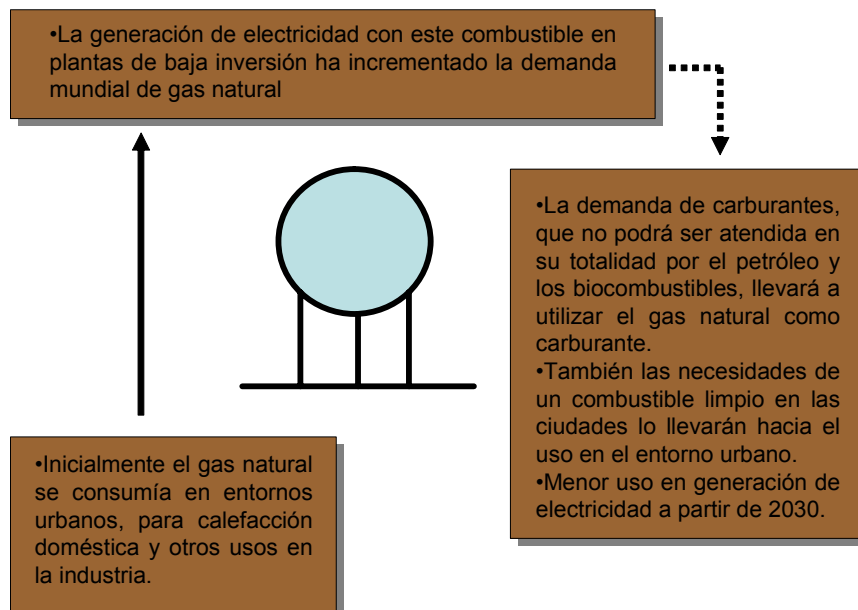 •La generación de electricidad con este combustible en
plantas de baja inversión ha incrementado la demanda
mundial de gas natural
•La demanda de carburantes,
que no podrá ser atendida en
su totalidad por el petróleo y
los biocombustibles, llevará a
utilizar el gas natural como
carburante.
•También las necesidades de
un combustible limpio en las
ciudades lo llevarán hacia el
uso en el entorno urbano.
•Menor uso en generación de
electricidad a partir de 2030.
•Inicialmente el gas natural
se consumía en entornos
urbanos, para calefacción
doméstica y otros usos en
la industria.